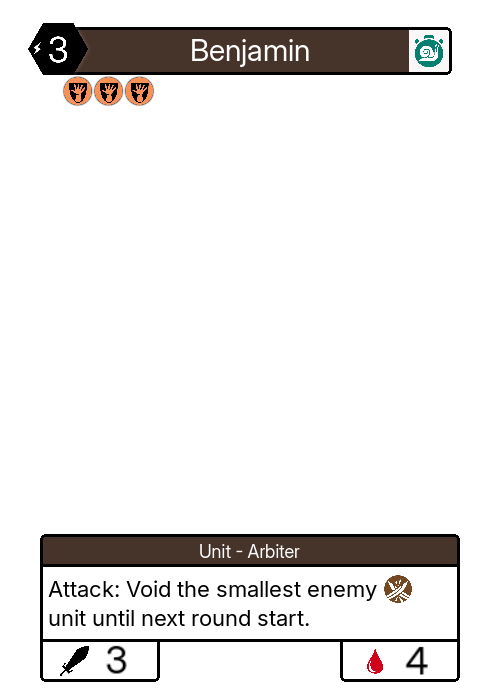 3
Benjamin
Unit - Arbiter
Attack: Void the smallest enemy
unit until next round start.
3
4